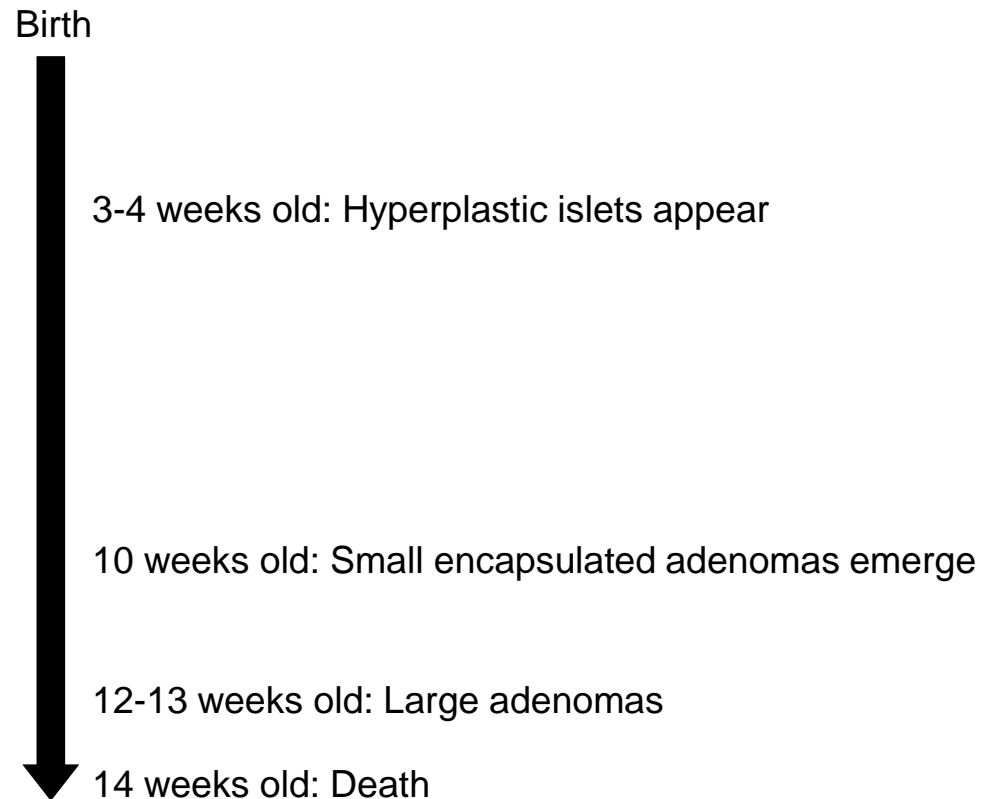 Birth
3-4 weeks old: Hyperplastic islets appear
10 weeks old: Small encapsulated adenomas emerge
12-13 weeks old: Large adenomas
14 weeks old: Death